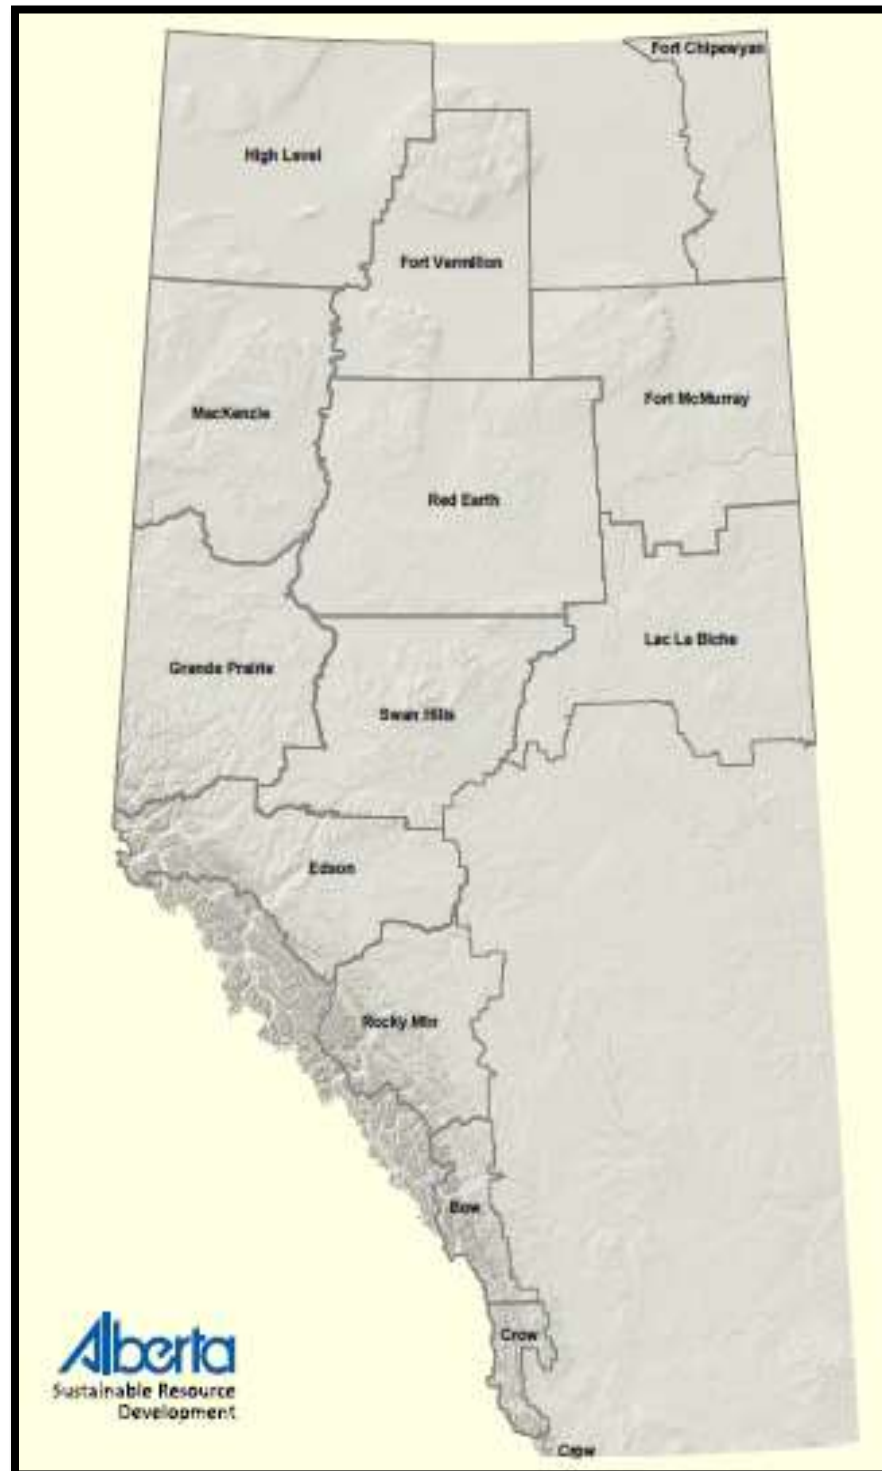 Fort Chipewyan
High Level
Fort Vermilion
MacKenzie
Fort McMurray
Red Earth
Grande Prairie
Lac La Biche
Swan Hills
Edson
Rocky Mtn
Bow
Crow
Alberta
Sustainable Resource
Development
Crow